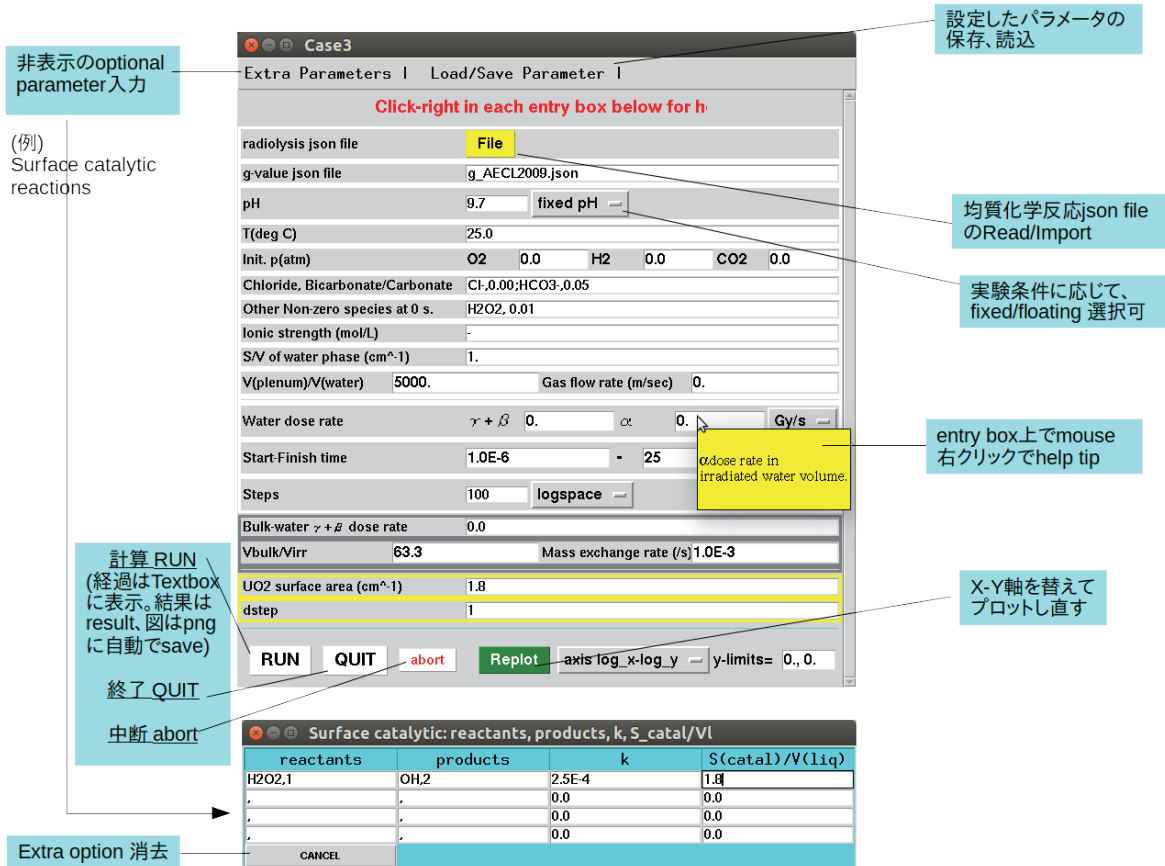 設定したパラメータの
保存、読込
非表示のoptional
parameter入力
(例)
Surface catalytic
reactions
Case3
Extra Parameters | Load/Save Parameter |
Click-right in each entry box below for h
radiolysis json file File
g-value json file g_AECL2009.json
pH 9.7 fixed pH
T(deg C) 25.0
Init. p(atm) O2 0.0 H2 0.0 CO2 0.0
Chloride, Bicarbonate/Carbonate Cl-,0.00;HCO3-,0.05
Other Non-zero species at 0 s. H2O2, 0.01
Ionic strength (mol/L) -
S/V of water phase (cm^-1) 1.
V(plenum)/V(water) 5000. Gas flow rate (m/sec) 0.
Water dose rate γ + β 0. α 0. Gy/s
αdose rate in
irradiated water volume.
Start-Finish time 1.0E-6 - 25
Steps 100 logspace
Bulk-water γ + β dose rate 0.0
Vbulk/Virr 63.3 Mass exchange rate (/s) 1.0E-3
UO2 surface area (cm^-1) 1.8
dstep 1
RUN QUIT abort Replot axis log_x-log_y y-limits= 0., 0.
均質化学反応json file
のRead/Import
実験条件に応じて、
fixed/floating 選択可
entry box上でmouse
右クリックでhelp tip
X-Y軸を替えて
プロットし直す
計算 RUN
(経過はTextbox
に表示。結果は
result、図はpng
に自動でsave)
終了 QUIT
中断 abort
Surface catalytic: reactants, products, k, S_catal/Vl
reactants products k S(catal)/V(liq)
H2O2,1 OH,2 2.5E-4 1.8
, , 0.0 0.0
, , 0.0 0.0
, , 0.0 0.0
CANCEL
Extra option 消去